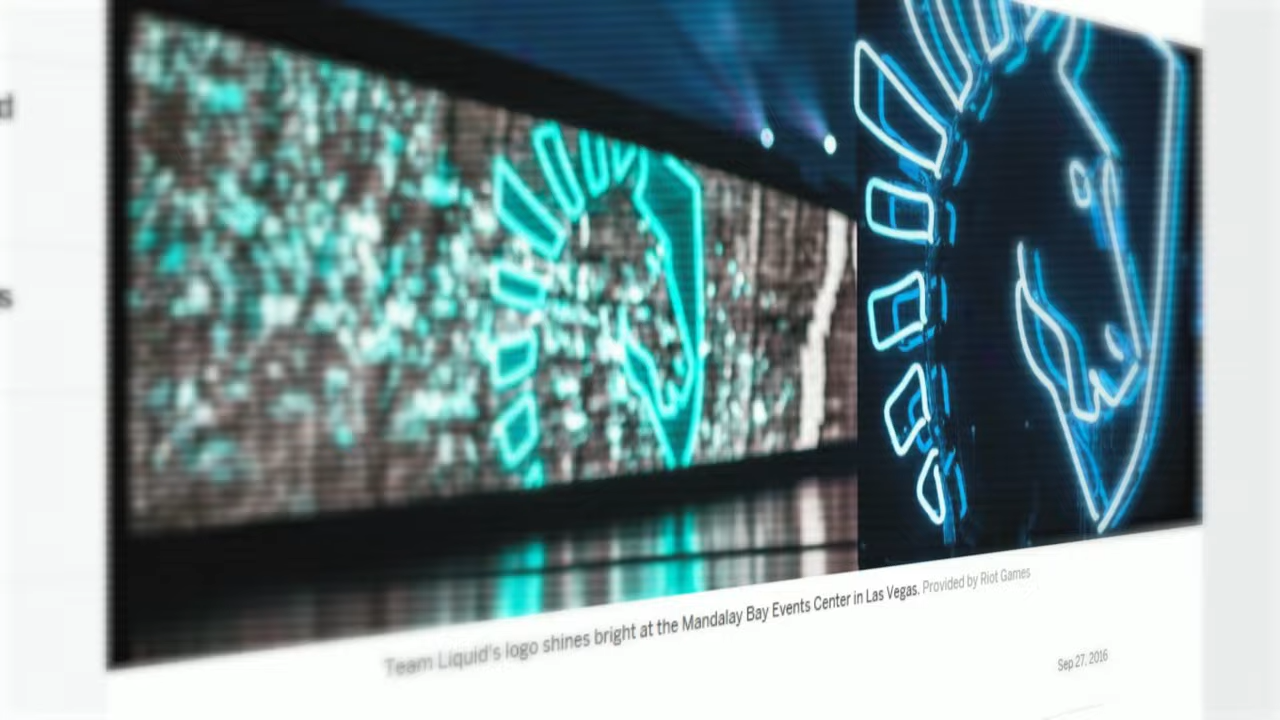 d
s
Team Liquid's logo shines bright at the Mandalay Bay Events Center in Las Vegas. Provided by Riot Games
Sep 27, 2016